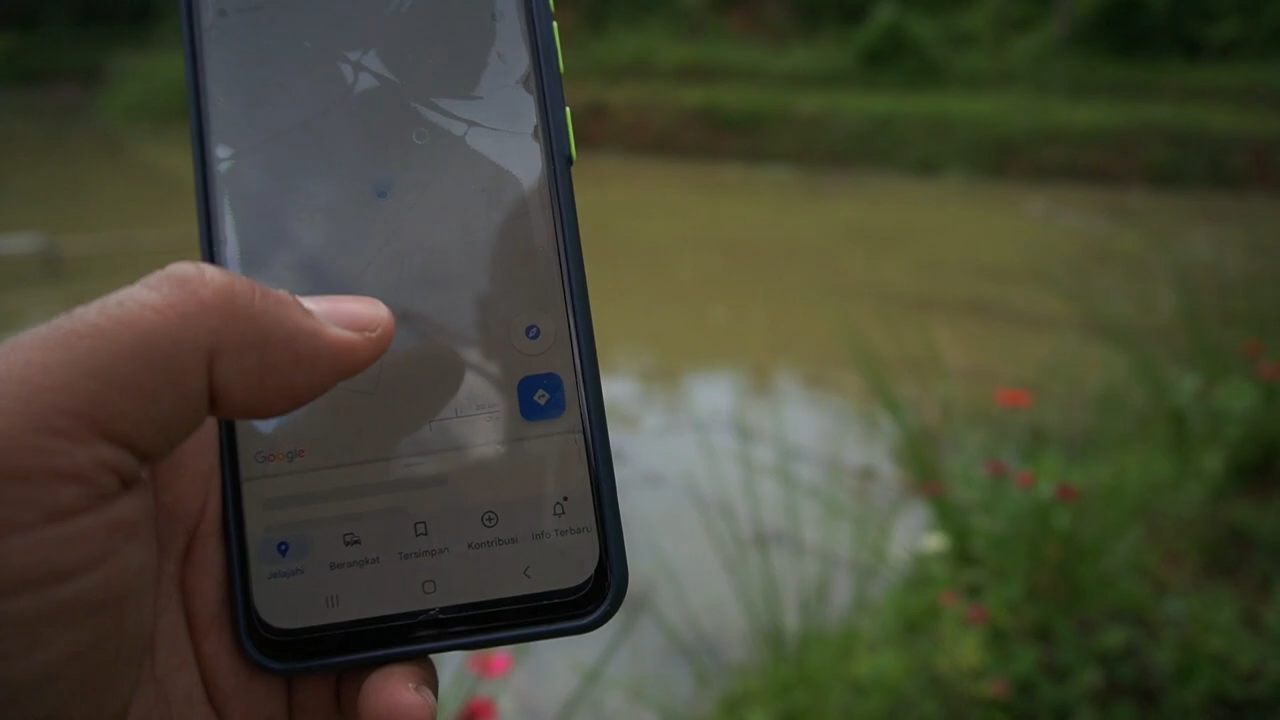 Google
Jelajahi
Berangkat
Tersimpan
Kontribusi
Info Terbaru